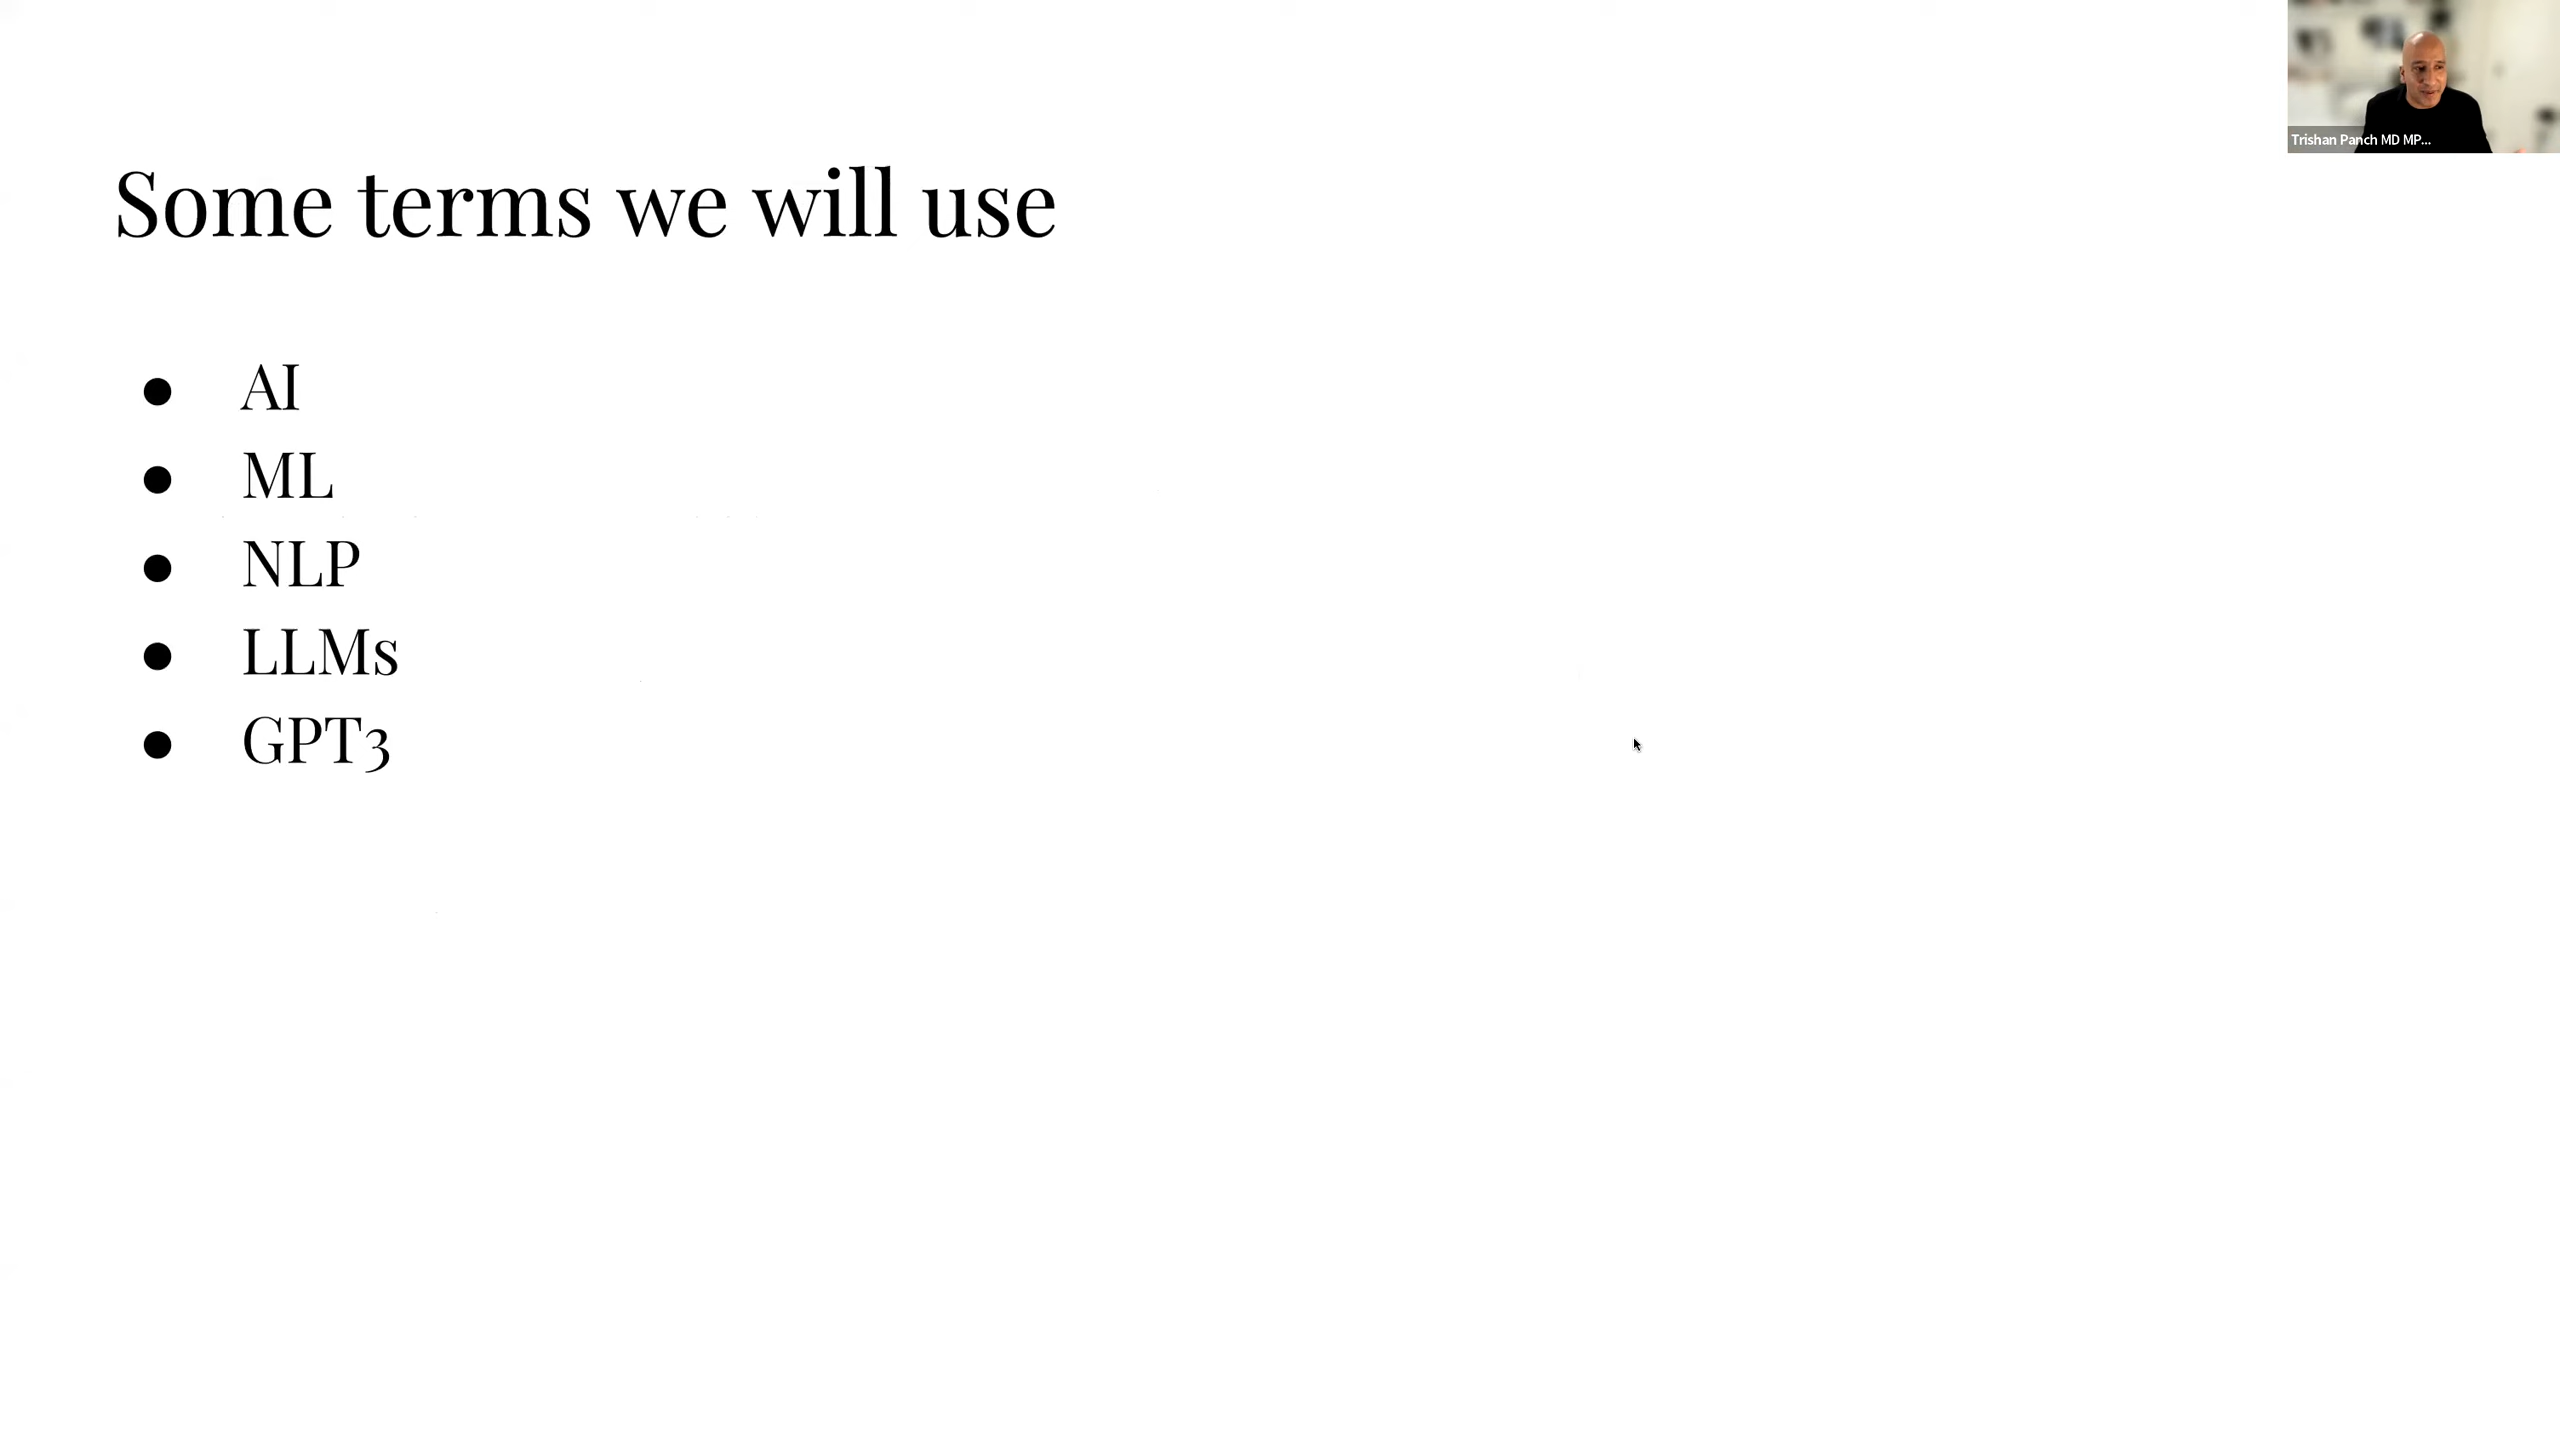 Trishan Panch MD MP...
Some terms we will use
● AI
● ML
● NLP
● LLMs
● GPT3